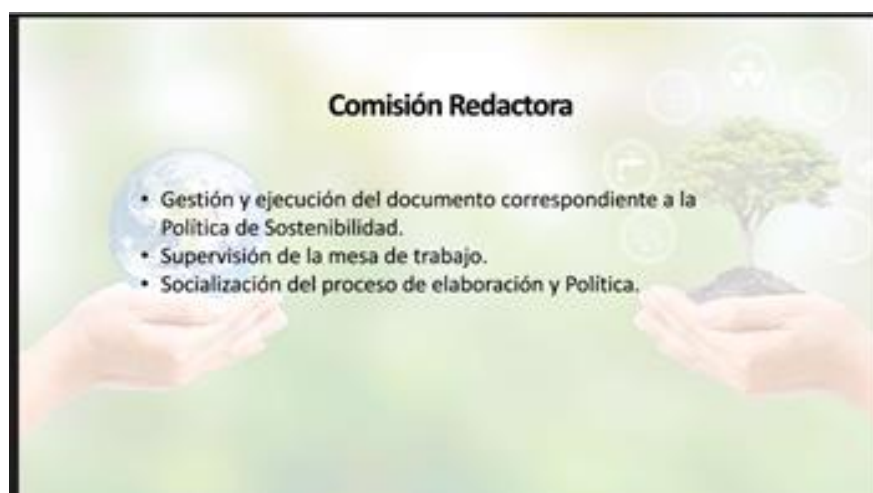 Comisión Redactora
• Gestión y ejecución del documento correspondiente a la
Política de Sostenibilidad.
• Supervisión de la mesa de trabajo.
• Socialización del proceso de elaboración y Política.